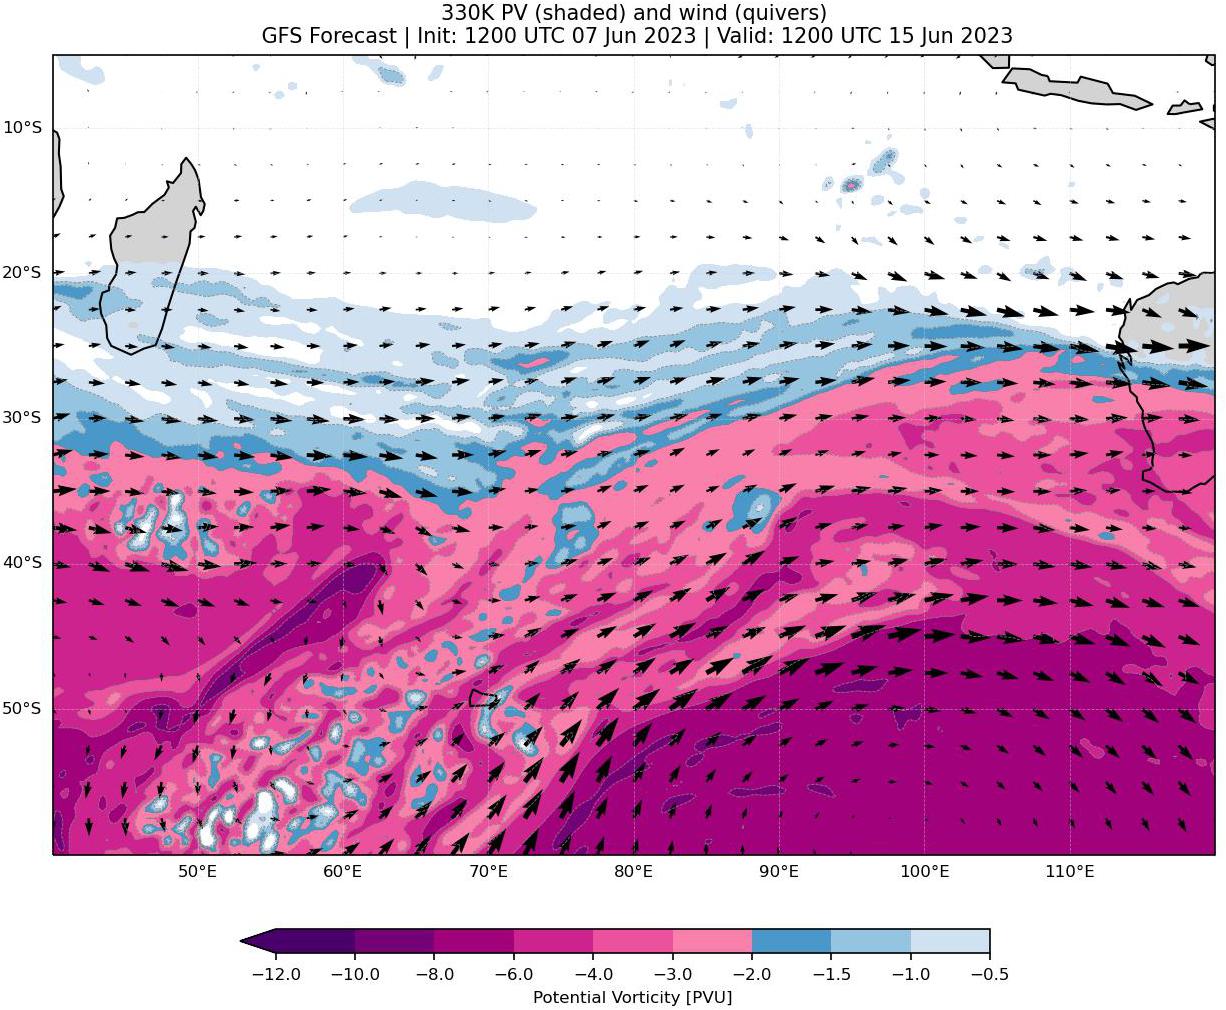 330K PV (shaded) and wind (quivers)
GFS Forecast | Init: 1200 UTC 07 Jun 2023 | Valid: 1200 UTC 15 Jun 2023
10°S
20°S
30°S
40°S
50°S
50°E 60°E 70°E 80°E 90°E 100°E 110°E
−12.0 −10.0 −8.0 −6.0 −4.0 −3.0 −2.0 −1.5 −1.0 −0.5
Potential Vorticity [PVU]